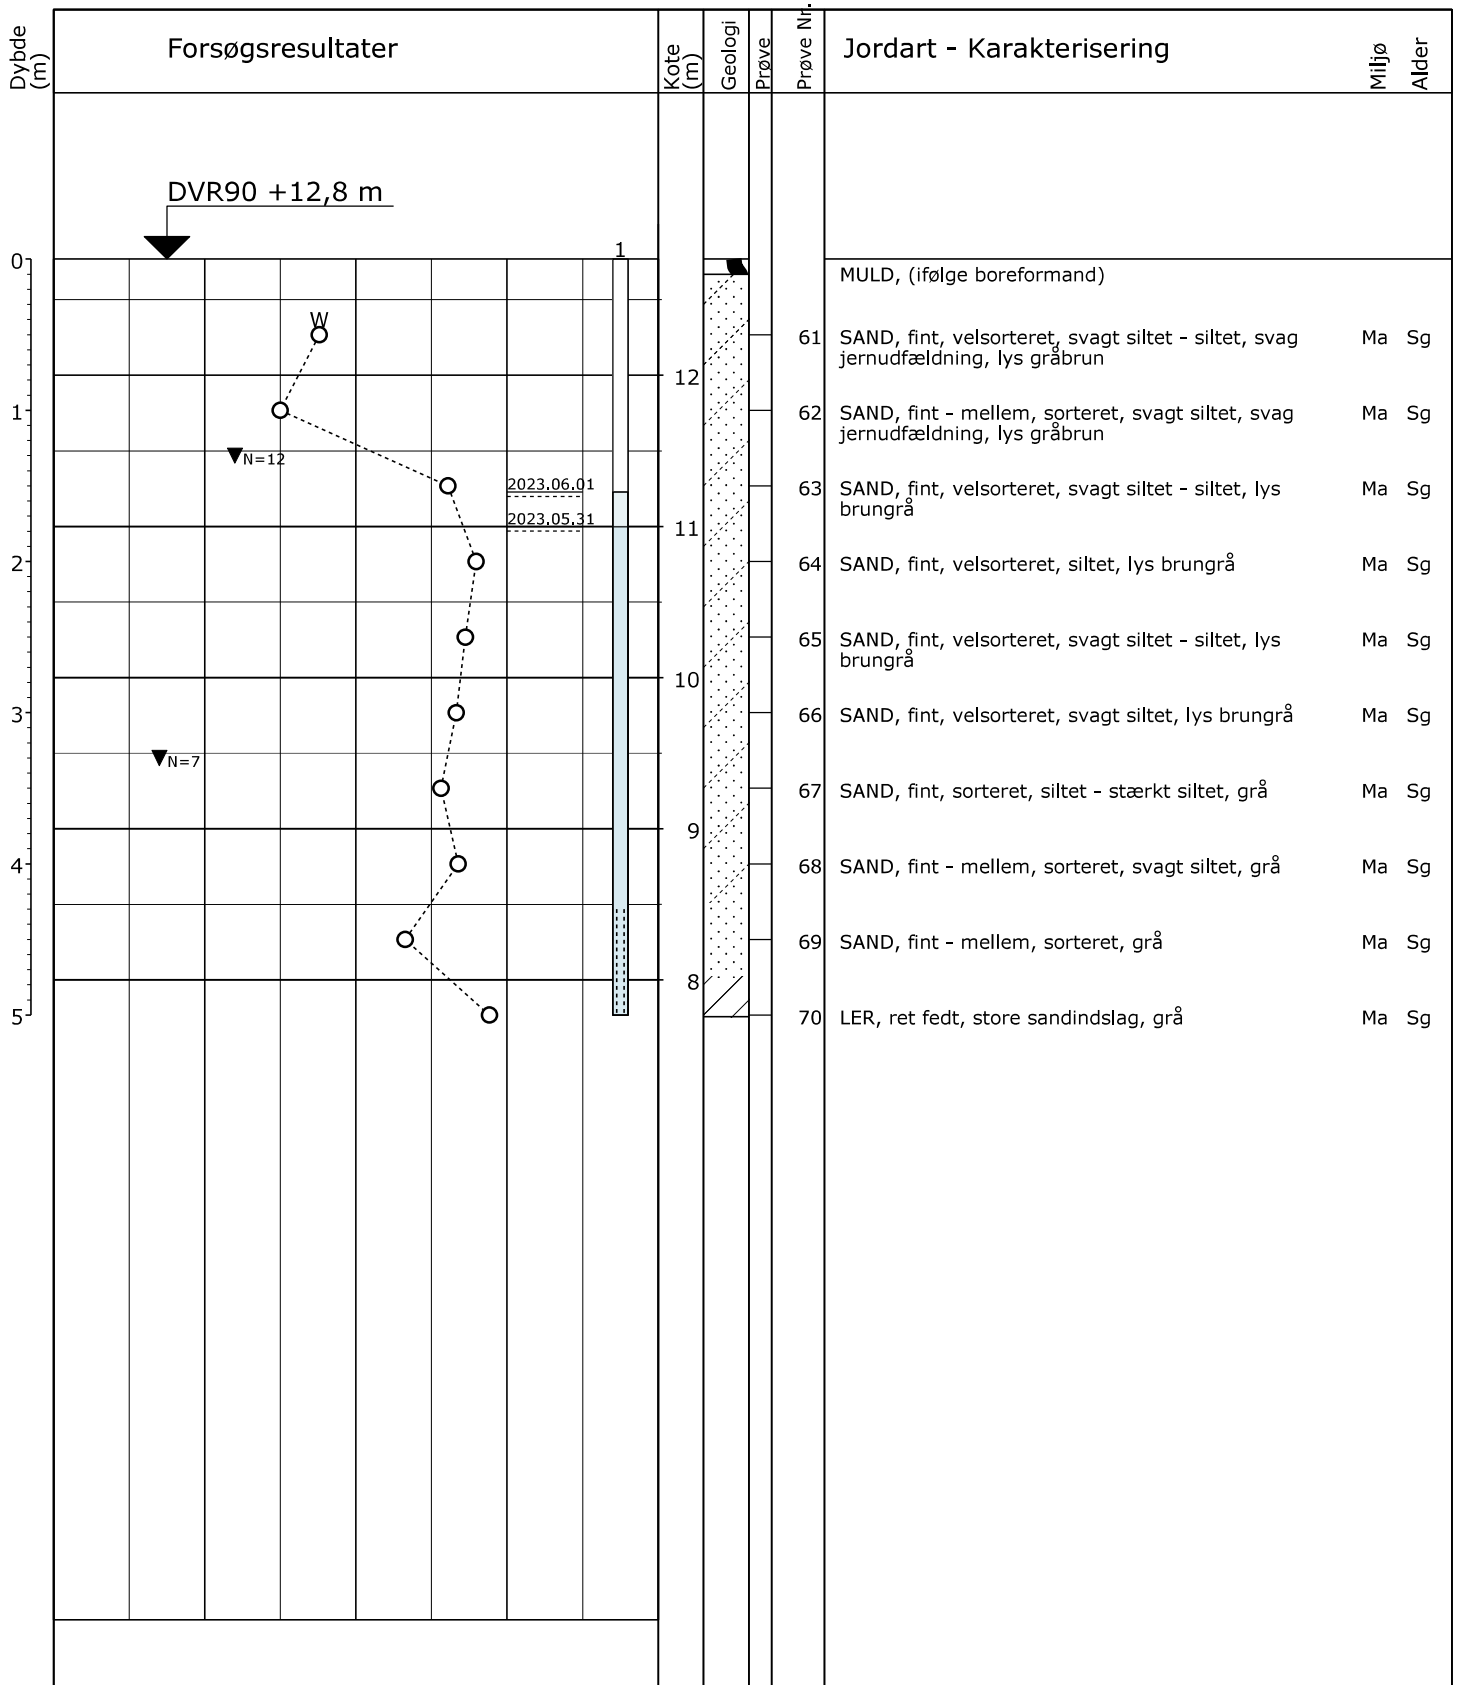 Dybde
(m)
Forsøgsresultater
Kote
(m)
Geologi
Prøve
Prøve Nr.
Jordart - Karakterisering
Miljø
Alder
DVR90 +12,8 m
1
0
MULD, (ifølge boreformand)
W
61 SAND, fint, velsorteret, svagt siltet - siltet, svag Ma Sg
jernudfældning, lys gråbrun
12
1
62 SAND, fint - mellem, sorteret, svagt siltet, svag Ma Sg
jernudfældning, lys gråbrun
N=12
2023.06.01
63 SAND, fint, velsorteret, svagt siltet - siltet, lys Ma Sg
brungrå
2023.05.31
11
2
64 SAND, fint, velsorteret, siltet, lys brungrå Ma Sg
65 SAND, fint, velsorteret, svagt siltet - siltet, lys Ma Sg
brungrå
10
3
66 SAND, fint, velsorteret, svagt siltet, lys brungrå Ma Sg
N=7
67 SAND, fint, sorteret, siltet - stærkt siltet, grå Ma Sg
9
4
68 SAND, fint - mellem, sorteret, svagt siltet, grå Ma Sg
69 SAND, fint - mellem, sorteret, grå Ma Sg
8
5
70 LER, ret fedt, store sandindslag, grå Ma Sg